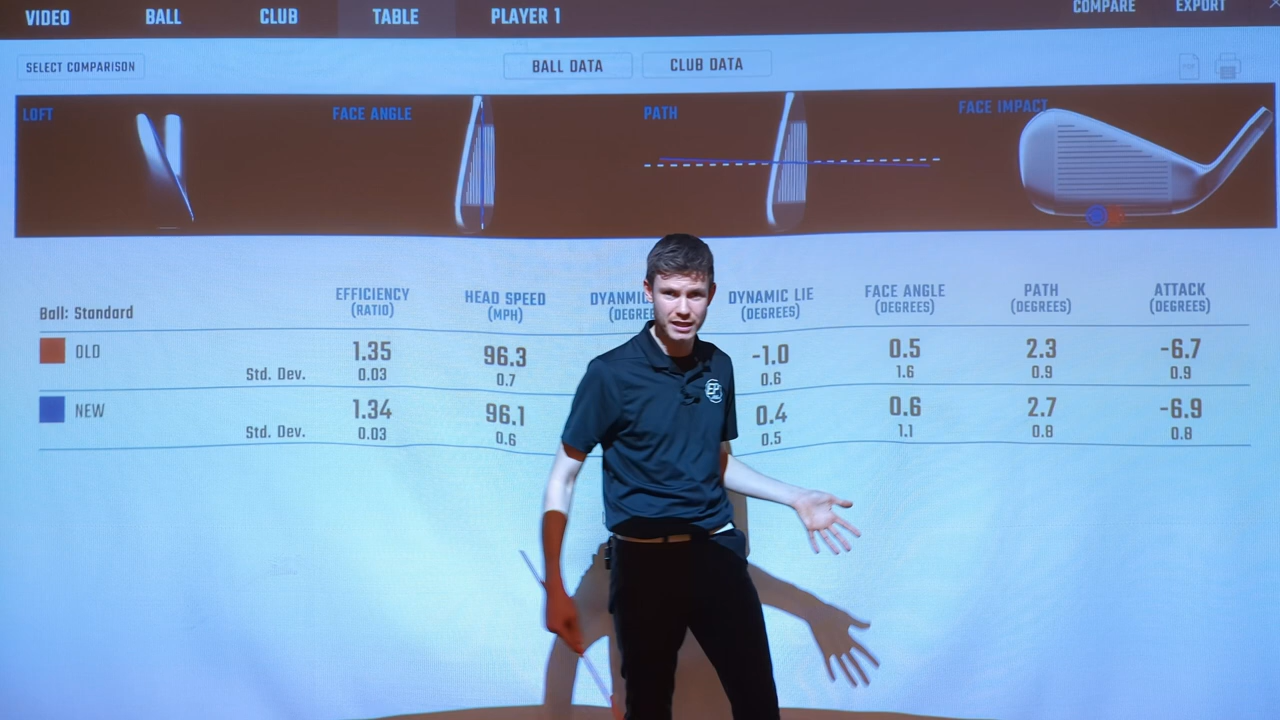 VIDEO BALL CLUB TABLE PLAYER 1 COMPARE EXPORT
SELECT COMPARISON BALL DATA CLUB DATA
LOFT FACE ANGLE PATH FACE IMPACT
EFFICIENCY HEAD SPEED DYNAMIC LIE FACE ANGLE PATH ATTACK
Ball: Standard (RATIO) (MPH) (DEGREES) (DEGREES) (DEGREES) (DEGREES)
OLD 1.35 96.3 -1.0 0.5 2.3 -6.7
Std. Dev. 0.03 0.7 0.6 1.6 0.9 0.9
NEW 1.34 96.1 0.4 0.6 2.7 -6.9
Std. Dev. 0.03 0.6 0.5 1.1 0.8 0.8
EP